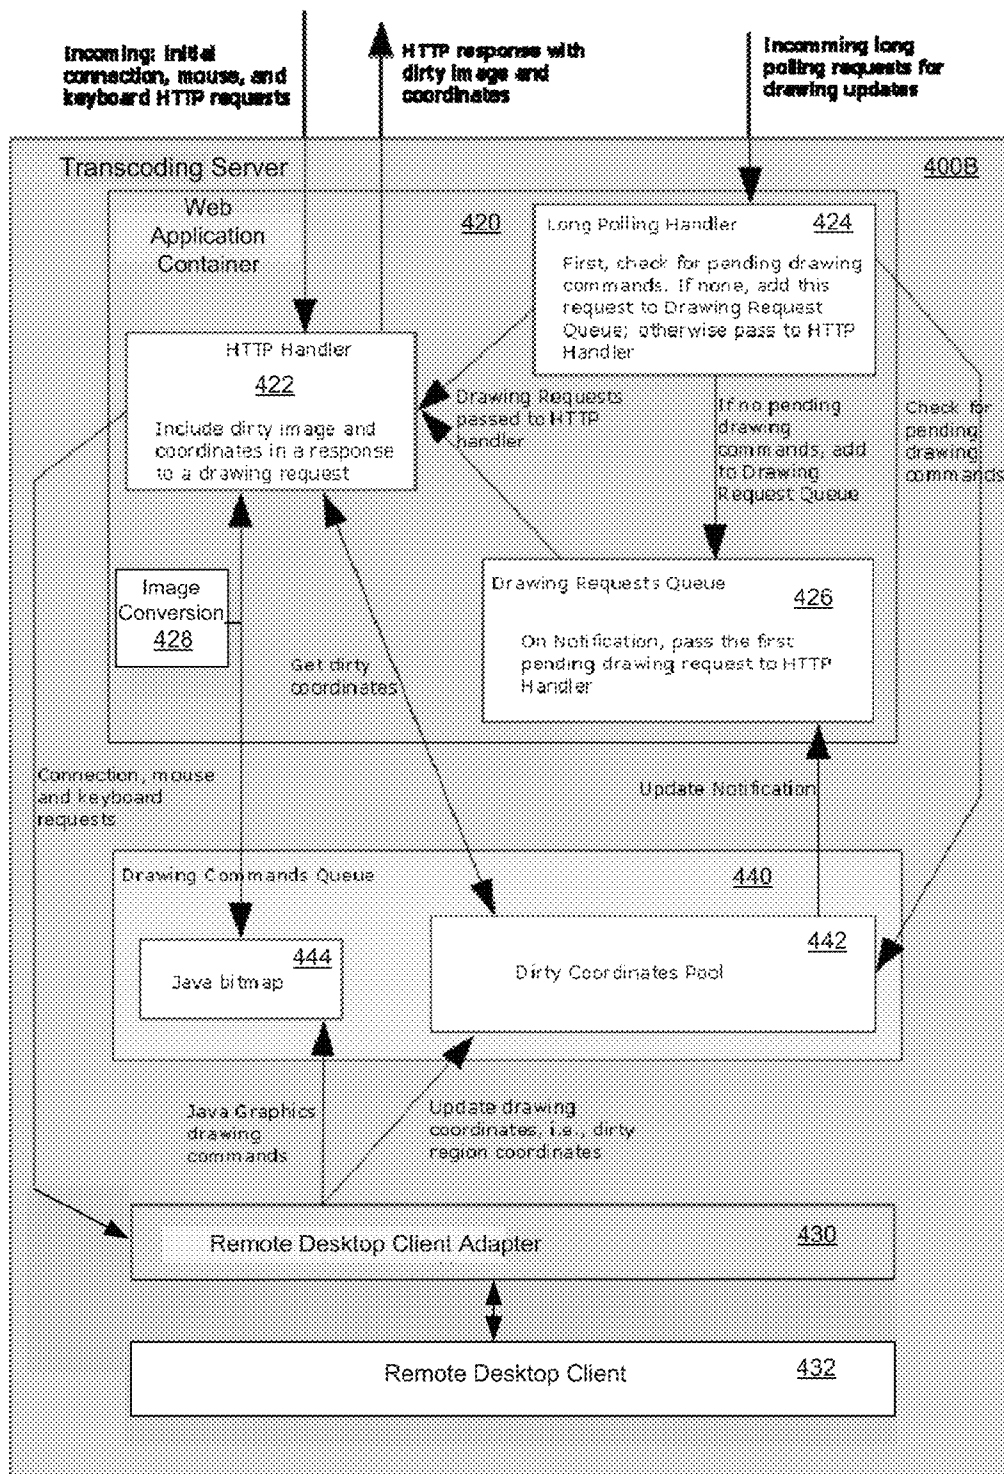 Incoming: initial
connection, mouse, and
keyboard HTTP requests
HTTP response with
dirty image and
coordinates
Incomming long
polling requests for
drawing updates
Transcoding Server
400B
Web
Application
Container
420
Long Polling Handler
424
First, check for pending drawing
commands. If none, add this
request to Drawing Request
Queue; otherwise pass to HTTP
Handler
HTTP Handler
422
Include dirty image and
coordinates in a response
to a drawing request
Drawing Requests
passed to HTTP
handler
If no pending
drawing
commands, add
to Drawing
Request Queue
Check for
pending
drawing
commands
Image
Conversion
428
Drawing Requests Queue
426
On Notification, pass the first
pending drawing request to HTTP
Handler
Get dirty
coordinates
Connection, mouse
and keyboard
requests
Update Notification
Drawing Commands Queue
440
444
Java bitmap
442
Dirty Coordinates Pool
Java Graphics
drawing
commands
Update drawing
coordinates, i.e., dirty
region coordinates
Remote Desktop Client Adapter
430
Remote Desktop Client
432